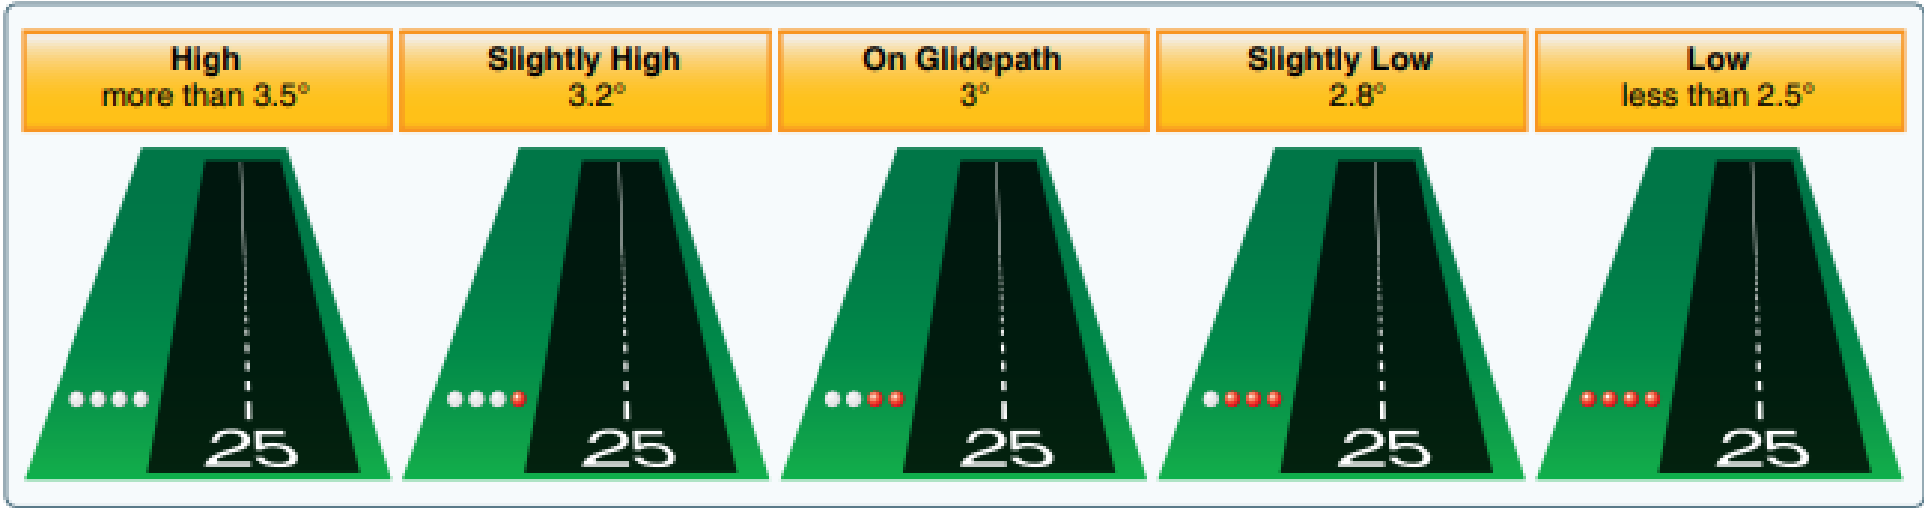 High
more than 3.5°
Slightly High
3.2°
On Glidepath
3°
Slightly Low
2.8°
Low
less than 2.5°
25
25
25
25
25